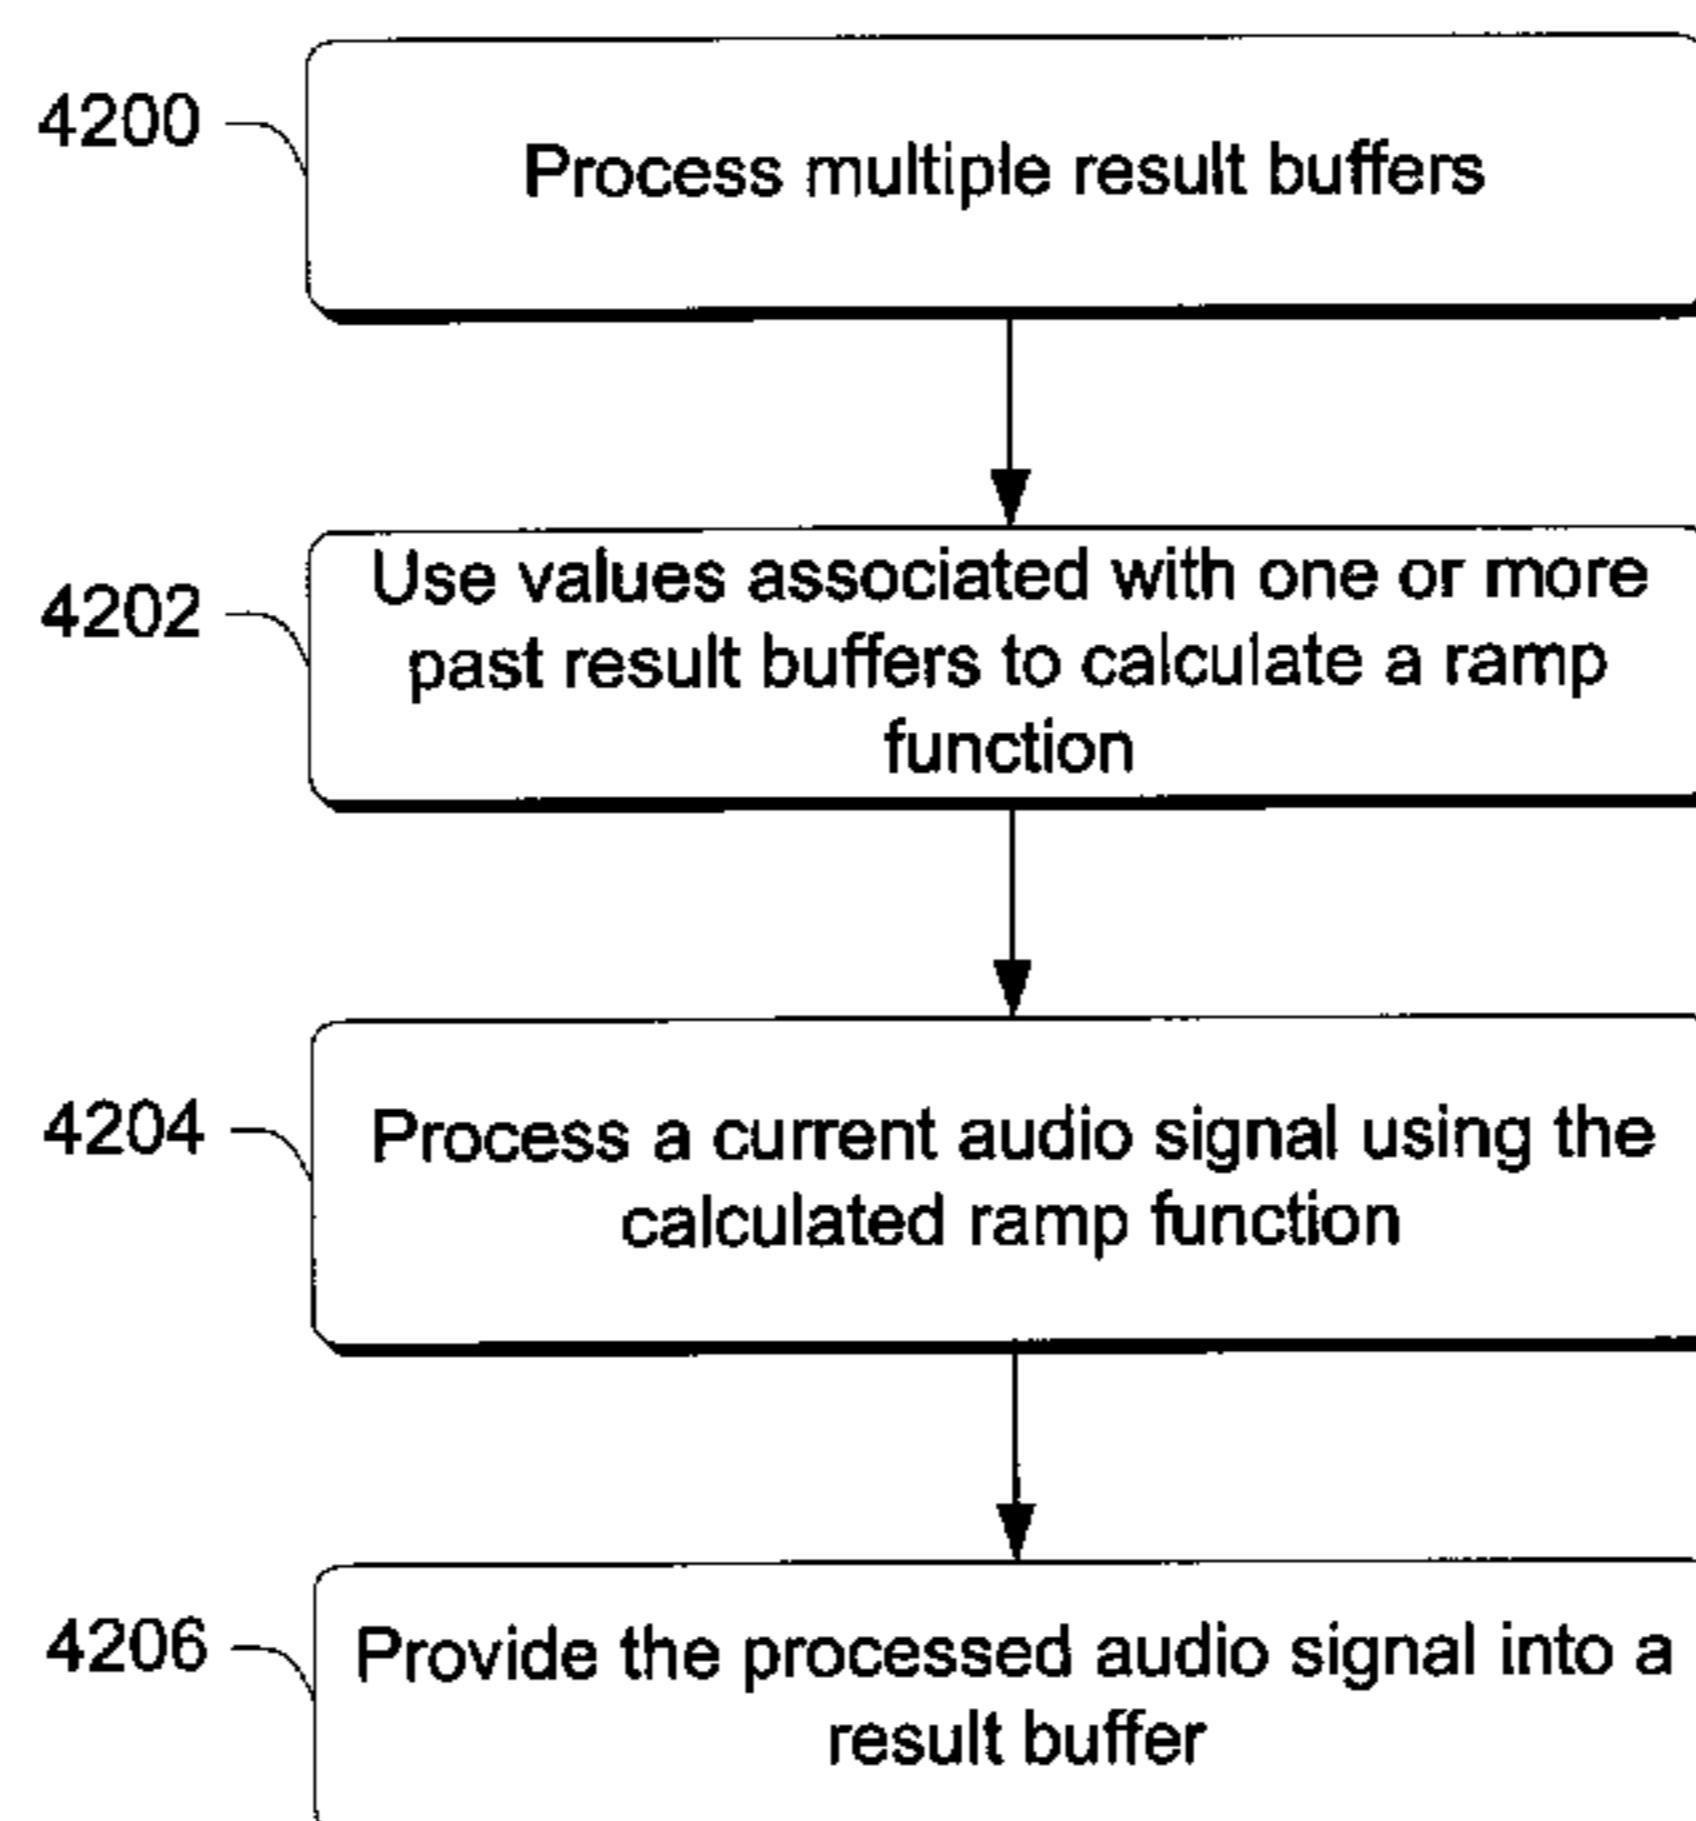 4200
Process multiple result buffers
4202
Use values associated with one or more
past result buffers to calculate a ramp
function
4204
Process a current audio signal using the
calculated ramp function
4206
Provide the processed audio signal into a
result buffer